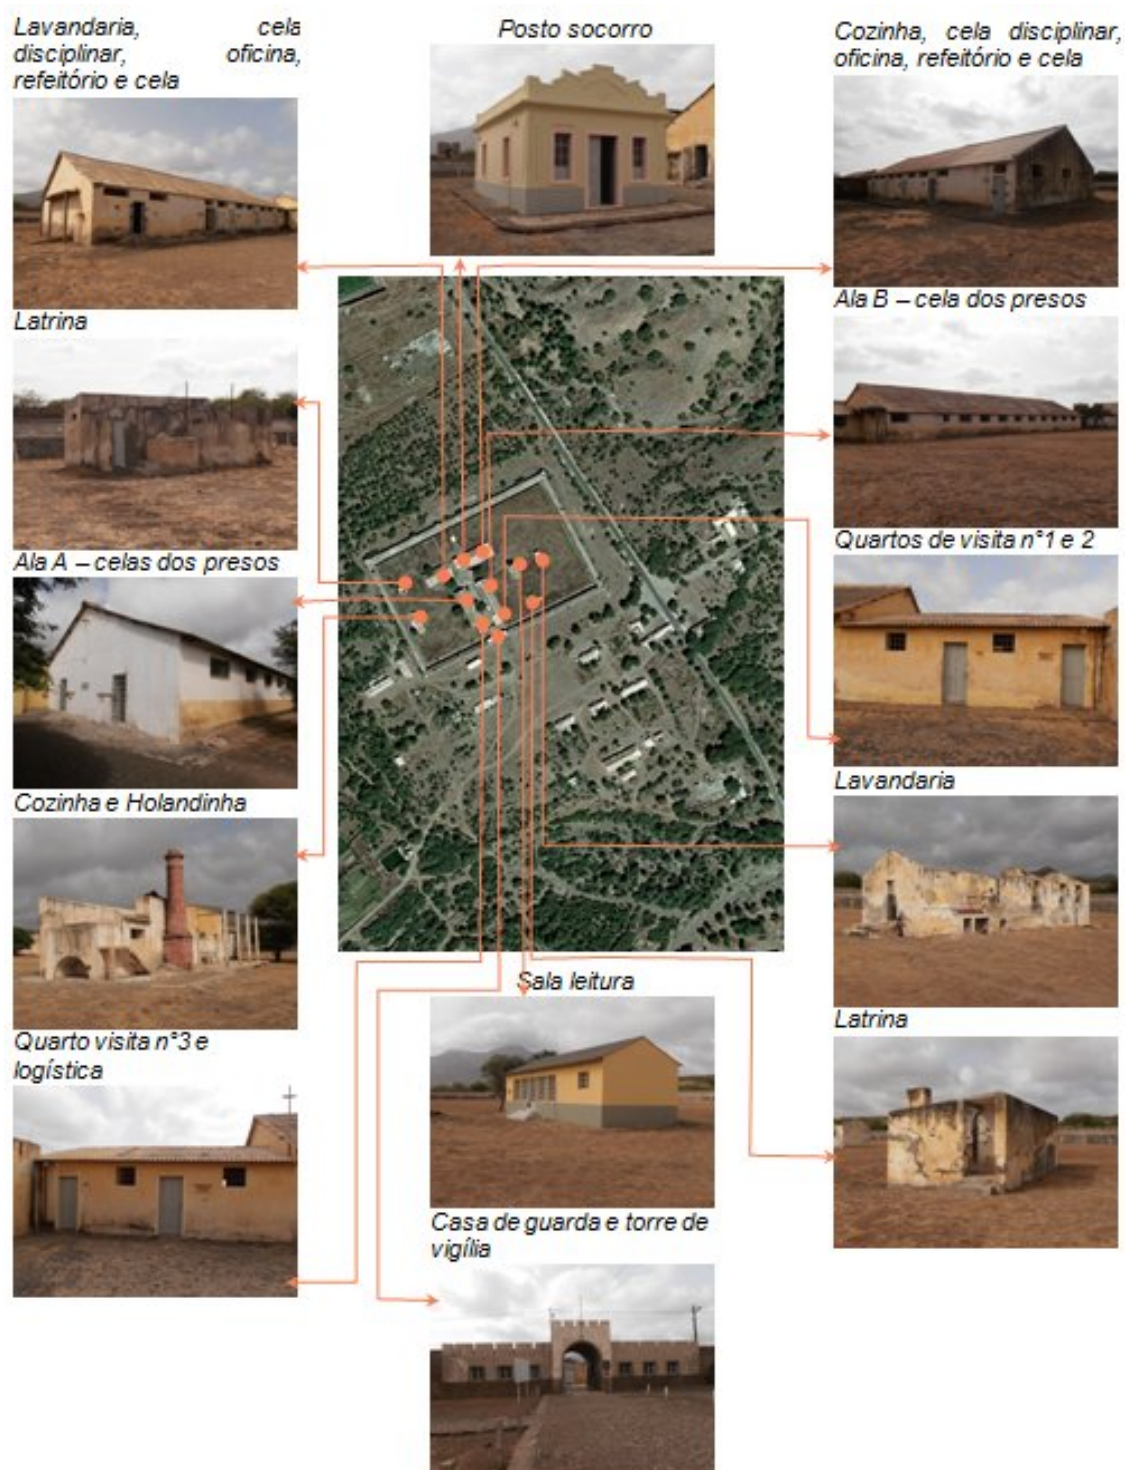 Lavandaria, cela
disciplinar, oficina,
refeitório e cela
Posto socorro
Cozinha, cela disciplinar,
oficina, refeitório e cela
Latrina
Ala B – cela dos presos
Ala A – celas dos presos
Quartos de visita n°1 e 2
Cozinha e Holandinha
Lavandaria
Quarto visita n°3 e
logística
Sala leitura
Latrina
Casa de guarda e torre de
vigília